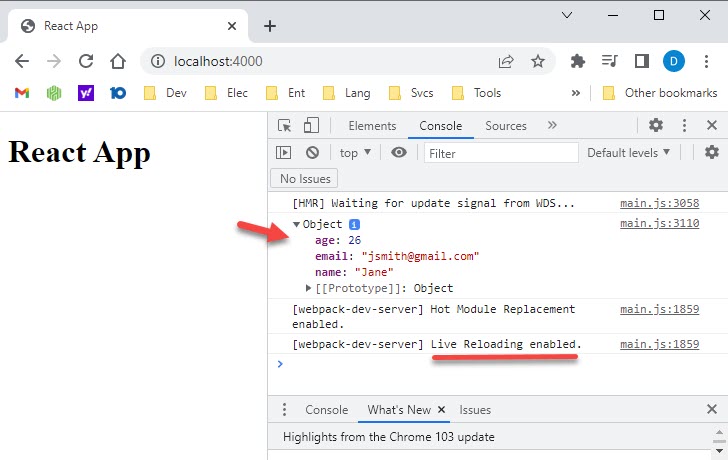 React App
localhost:4000
D
Dev Elec Ent Lang Svcs Tools » Other bookmarks
React App
Elements Console Sources »
top Filter Default levels
No Issues
[HMR] Waiting for update signal from WDS... main.js:3058
Object i main.js:3110
age: 26
email: "jsmith@gmail.com"
name: "Jane"
[[Prototype]]: Object
[webpack-dev-server] Hot Module Replacement main.js:1859
enabled.
[webpack-dev-server] Live Reloading enabled. main.js:1859
Console What's New Issues
Highlights from the Chrome 103 update